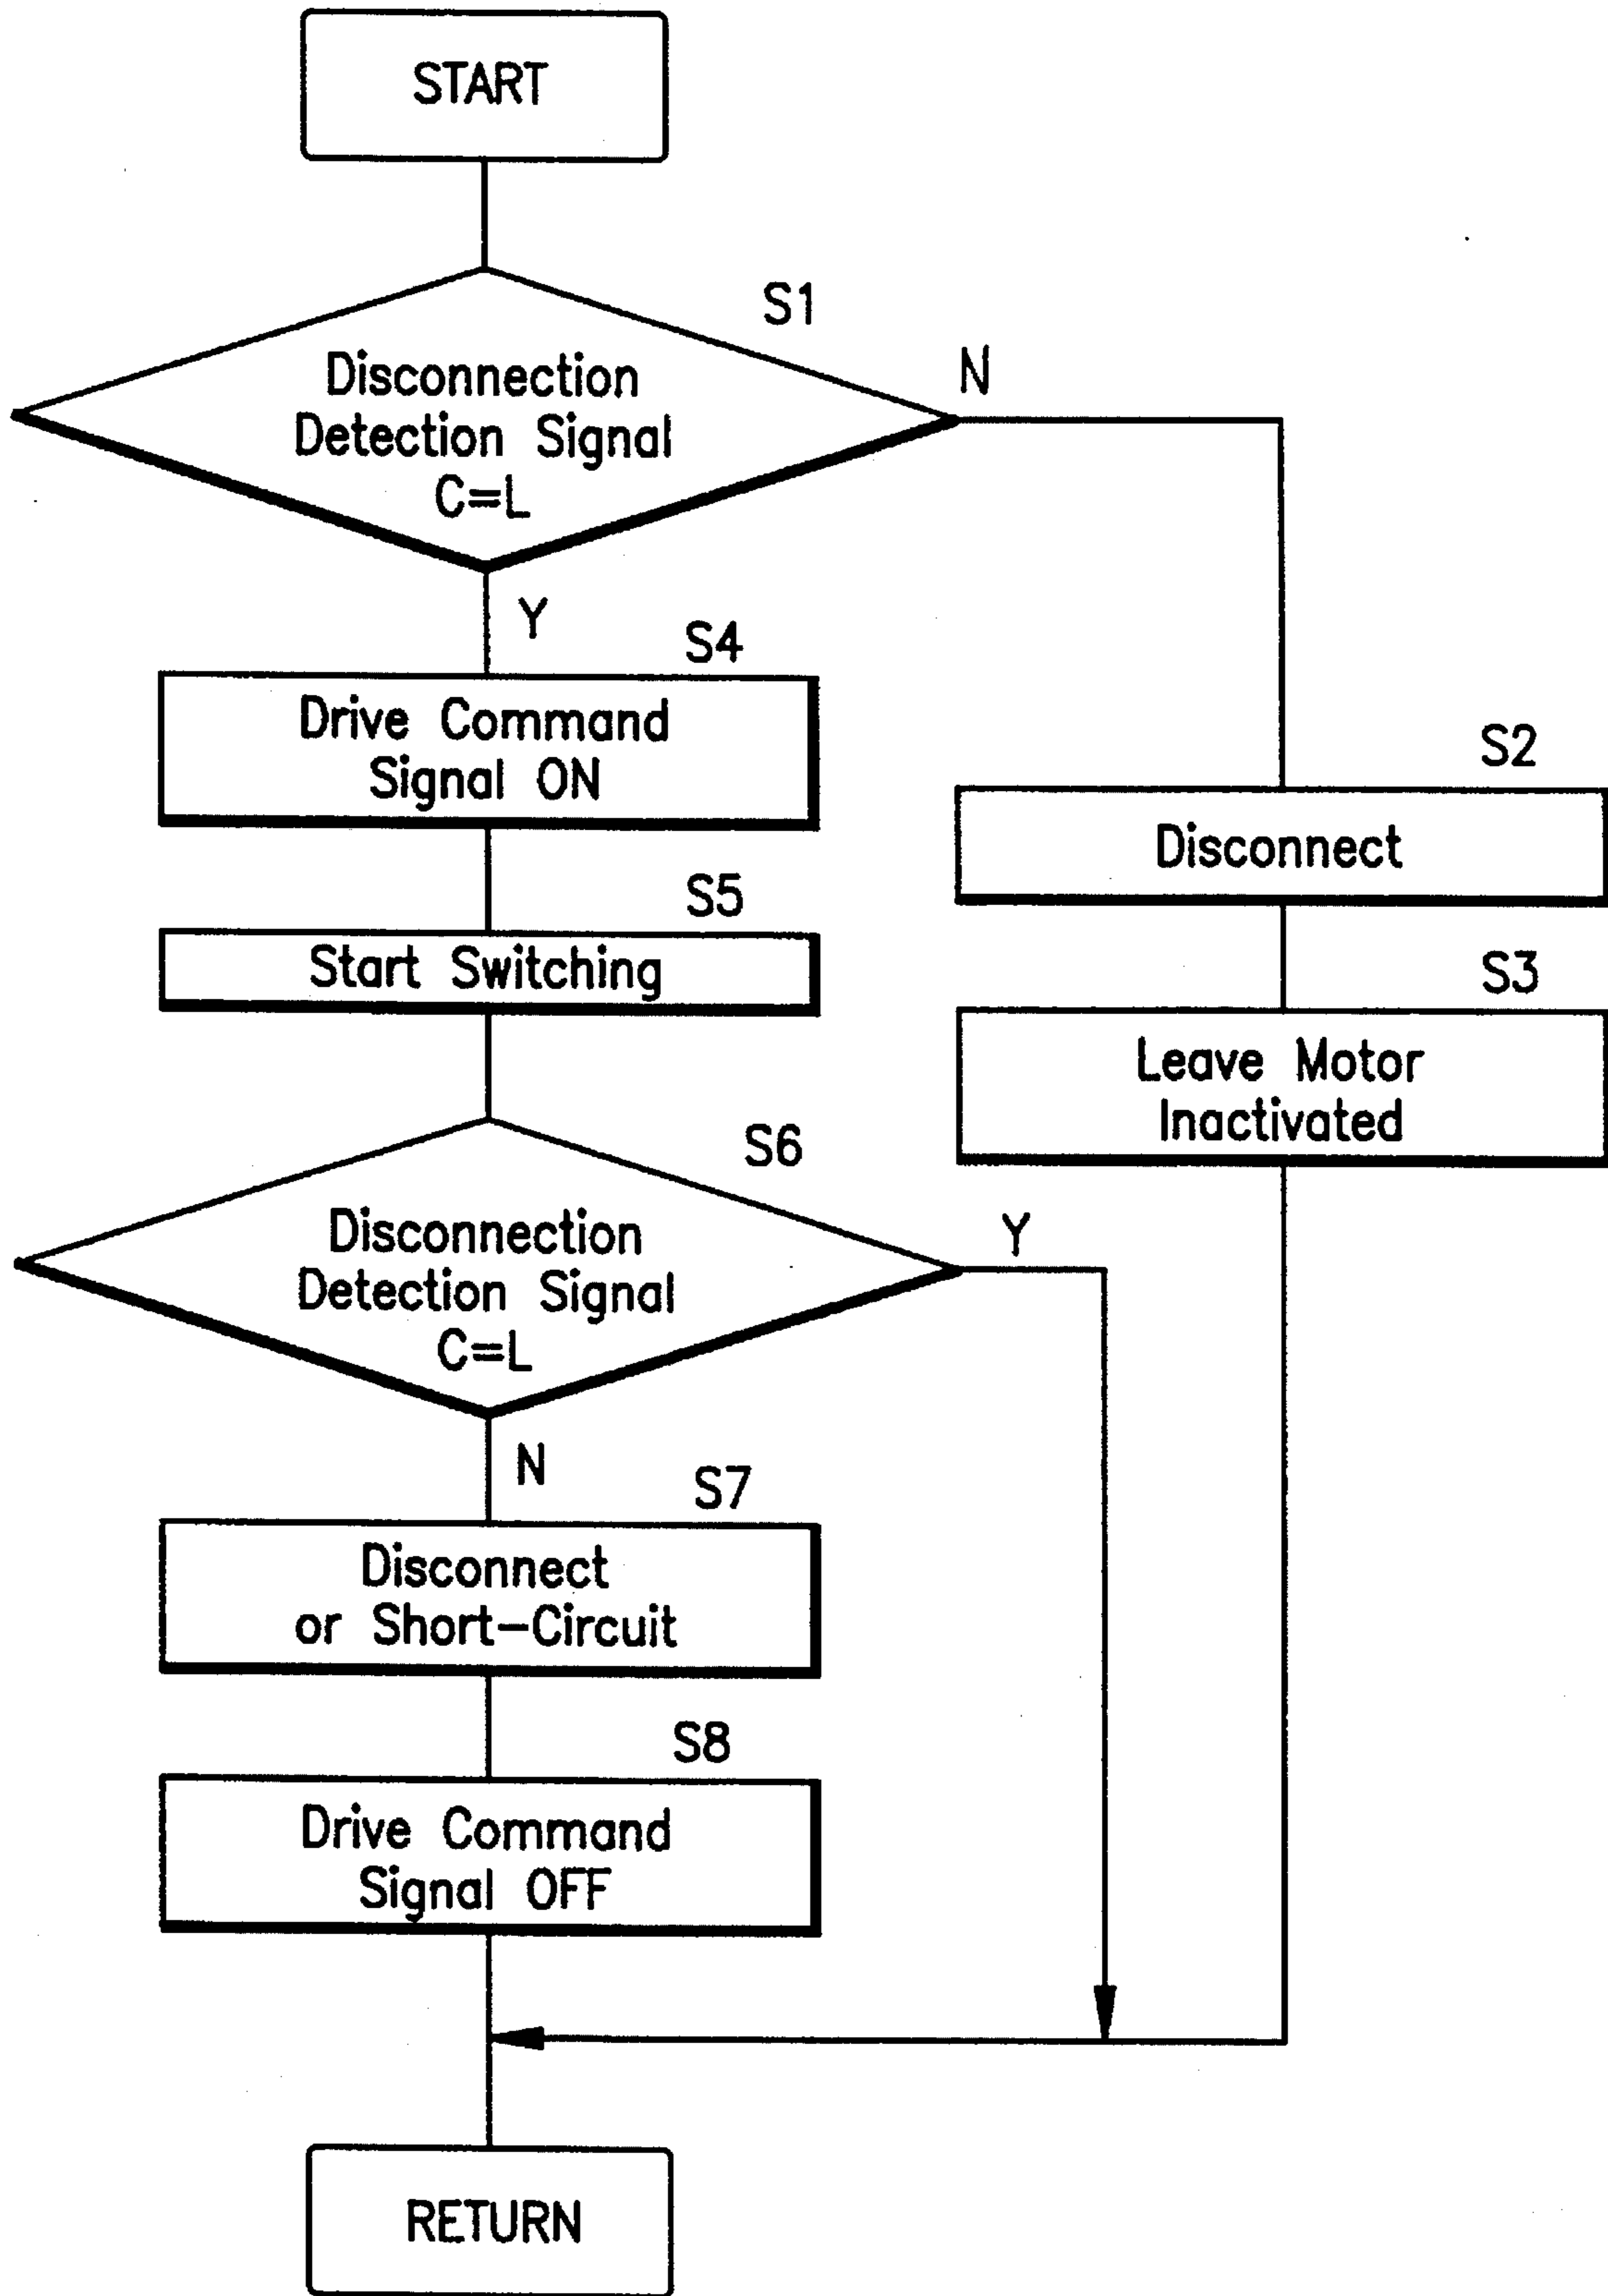 START
S1
Disconnection
Detection Signal
C=L
N
Y
S4
Drive Command
Signal ON
S2
Disconnect
S5
Start Switching
S3
Leave Motor
Inactivated
S6
Disconnection
Detection Signal
C=L
Y
N
S7
Disconnect
or Short-Circuit
S8
Drive Command
Signal OFF
RETURN